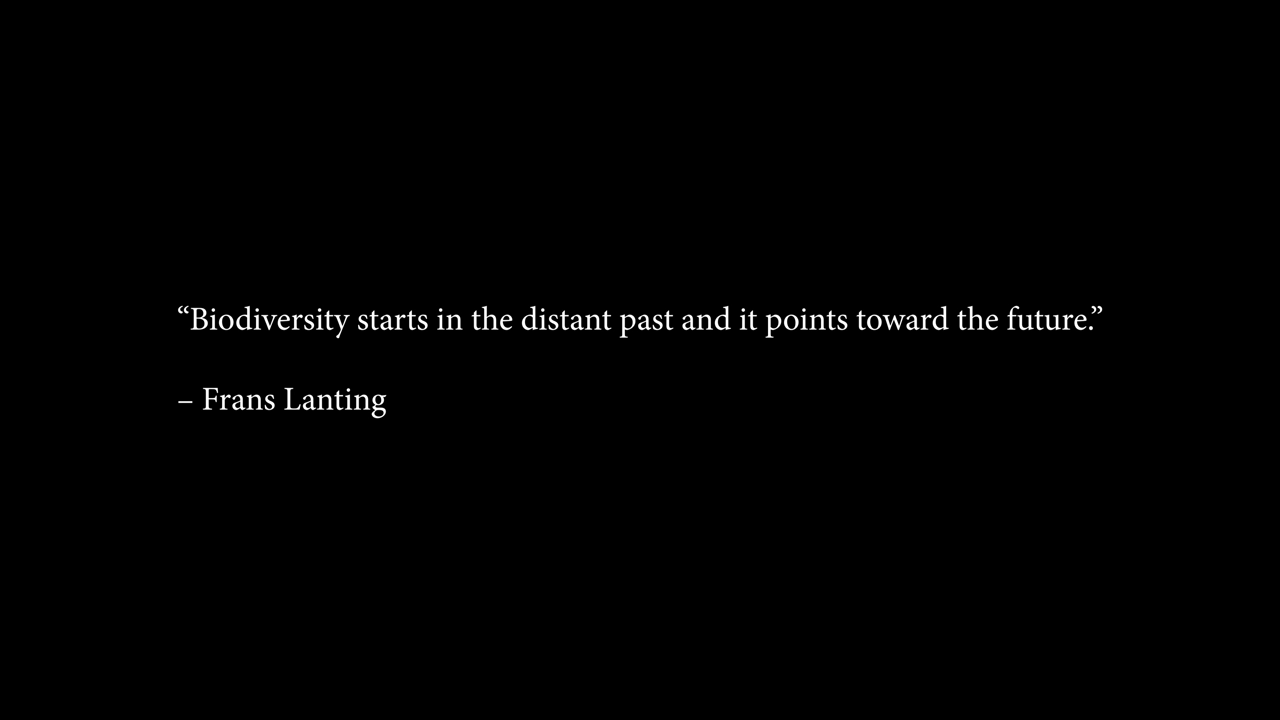 “Biodiversity starts in the distant past and it points toward the future.”
– Frans Lanting